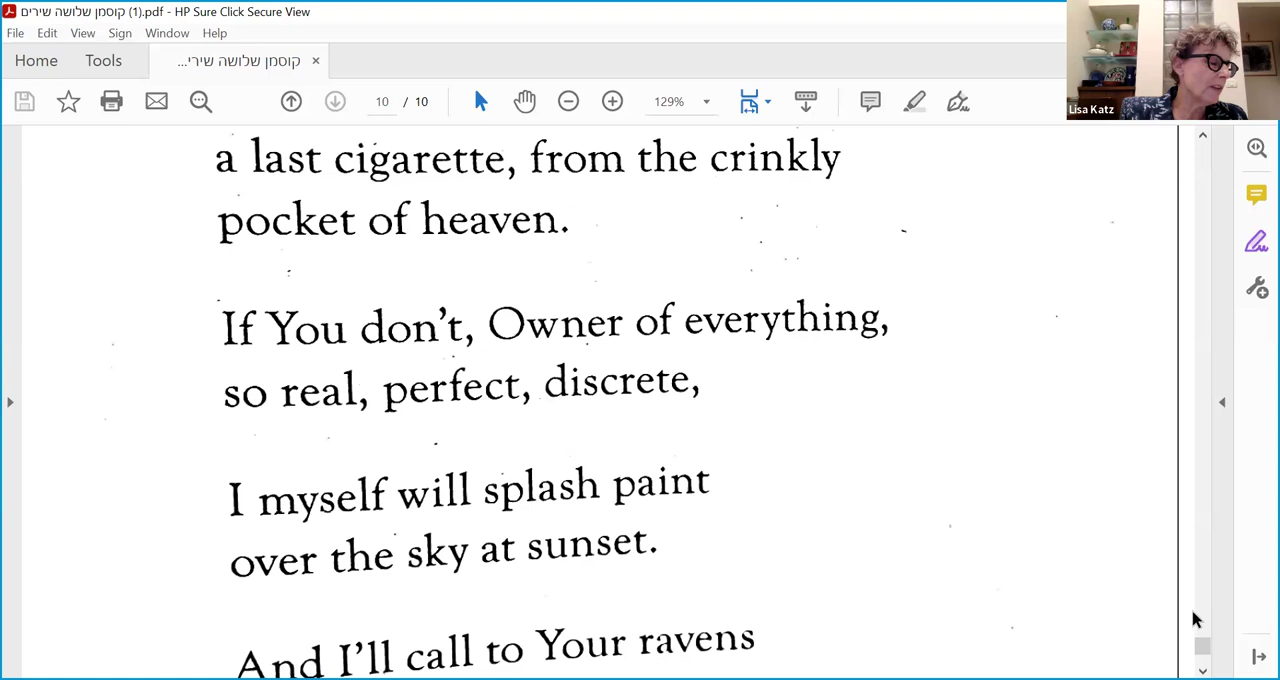 קוסמן שלושה שירים (1).pdf - HP Sure Click Secure View
File Edit View Sign Window Help
Home Tools קוסמן שלושה שירי... ×
10 / 10 129%
Lisa Katz
a last cigarette, from the crinkly
pocket of heaven.
If You don't, Owner of everything,
so real, perfect, discrete,
I myself will splash paint
over the sky at sunset.
And I'll call to Your ravens